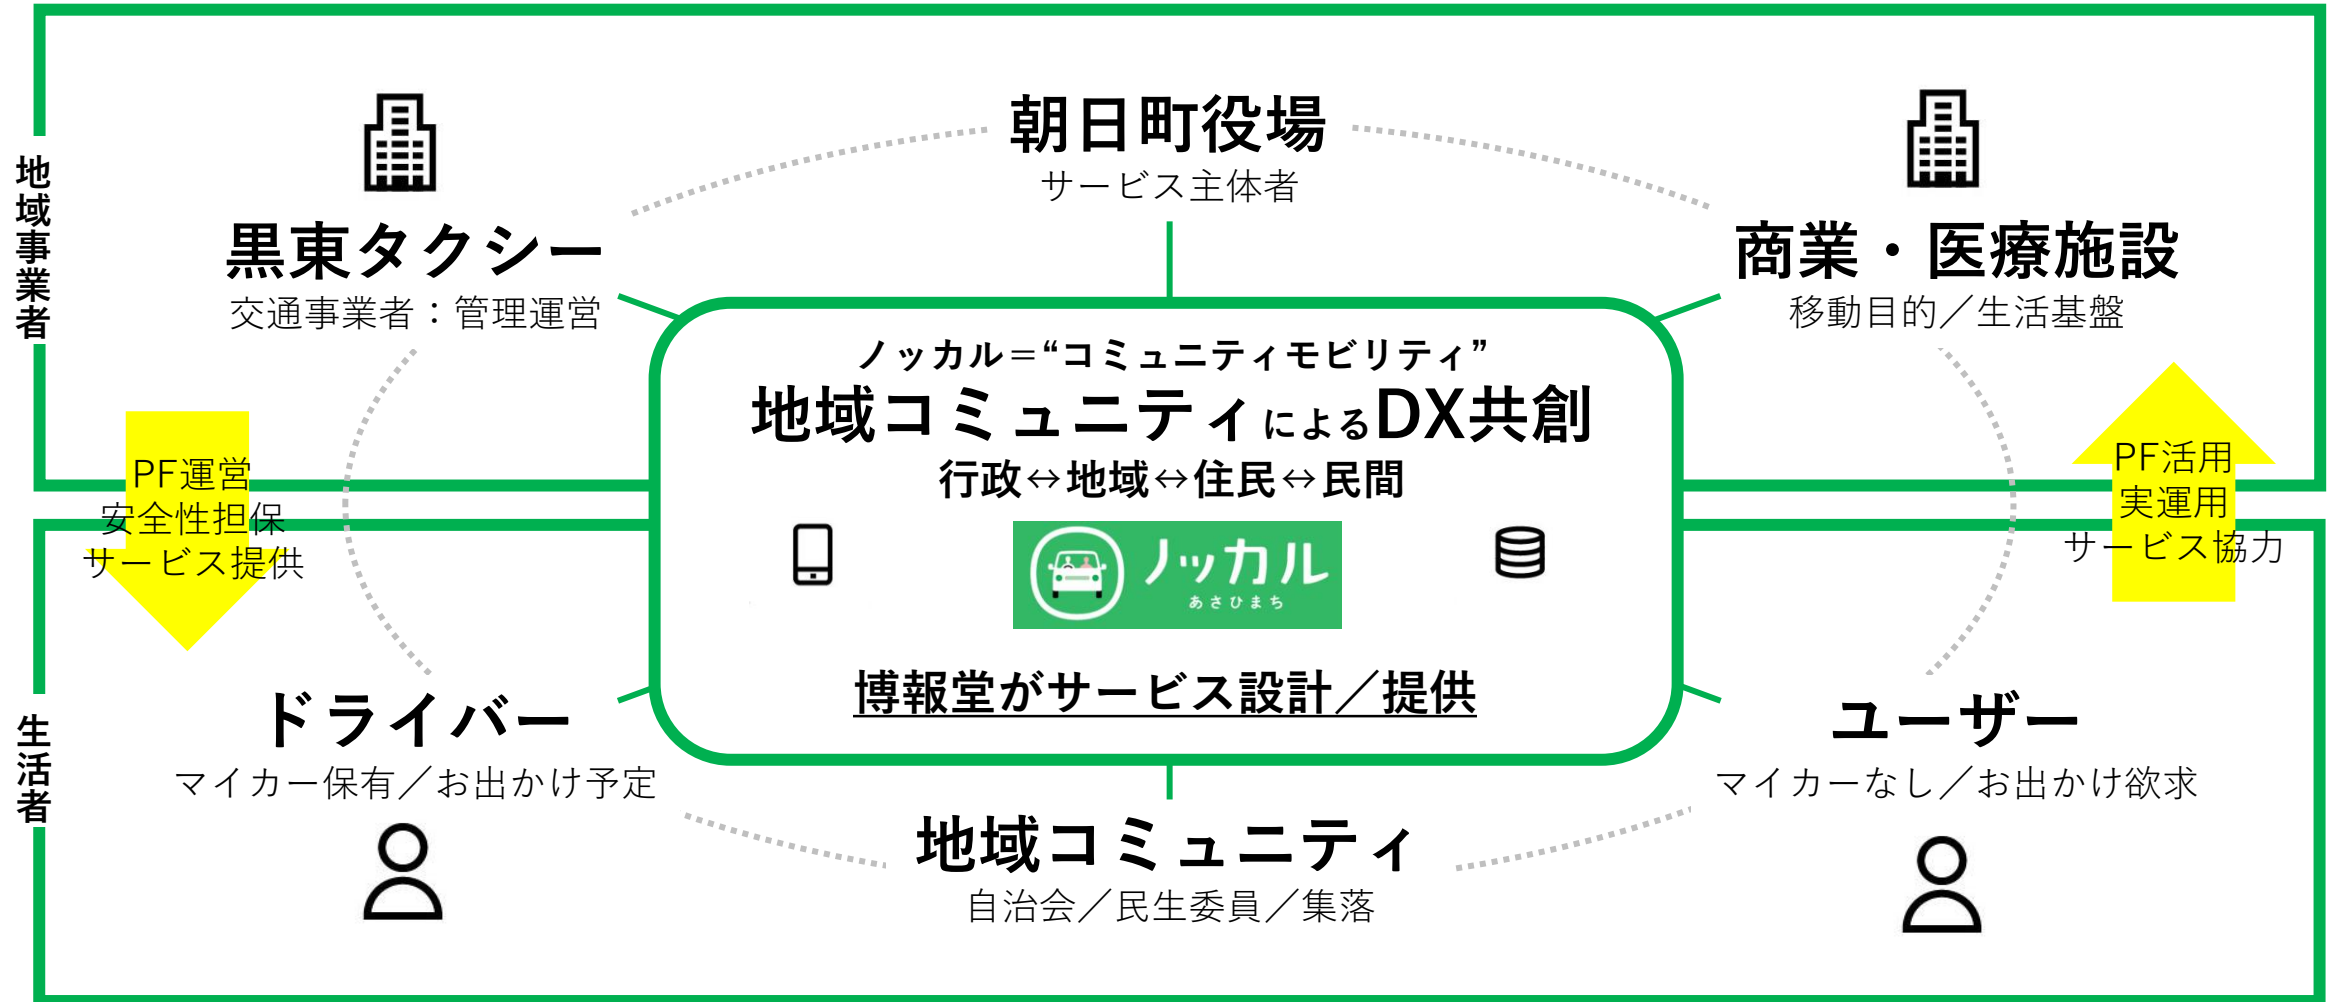 地域事業者
朝日町役場
サービス主体者
黒東タクシー
交通事業者：管理運営
商業・医療施設
移動目的／生活基盤
ノッカル＝“コミュニティモビリティ”
地域コミュニティによるDX共創
行政↔地域↔住民↔民間
ノッカル
あさひまち
博報堂がサービス設計／提供
PF運営
安全性担保
サービス提供
PF活用
実運用
サービス協力
生活者
ドライバー
マイカー保有／お出かけ予定
ユーザー
マイカーなし／お出かけ欲求
地域コミュニティ
自治会／民生委員／集落